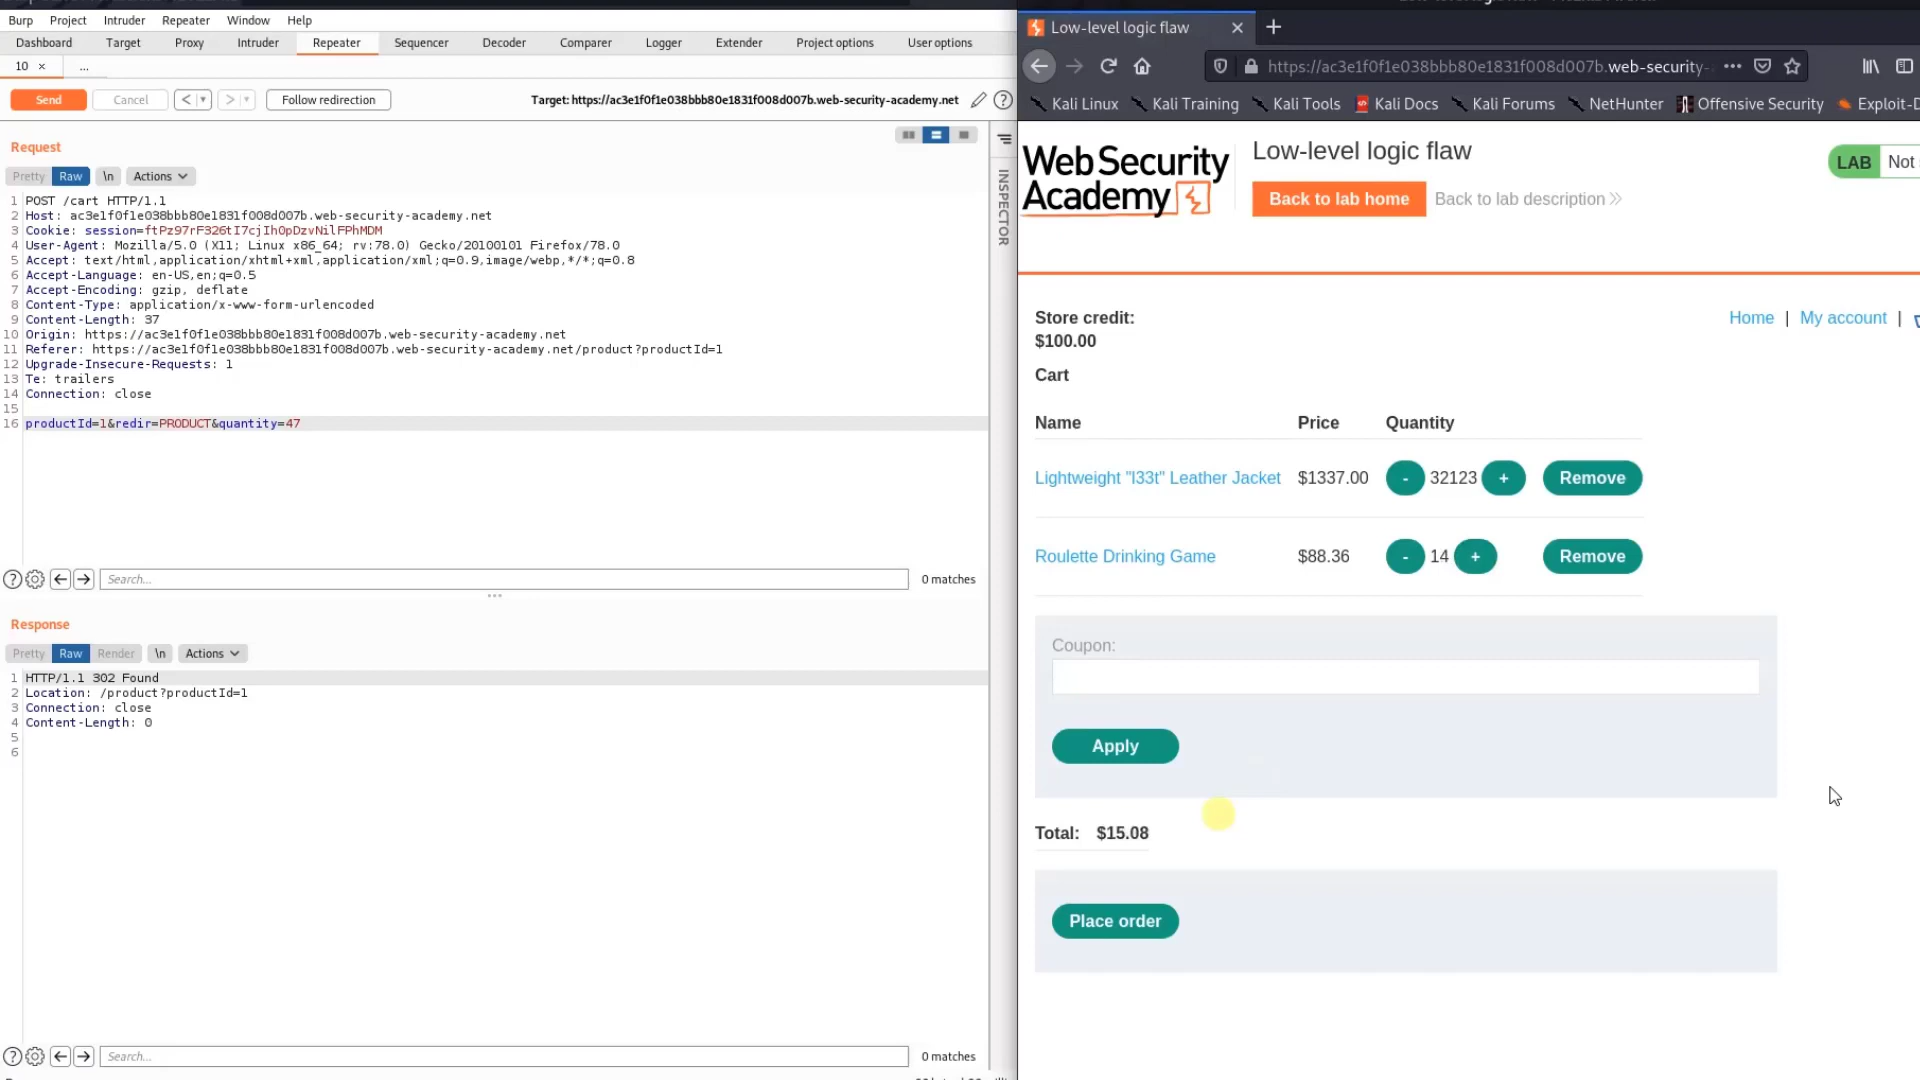 Burp Project Intruder Repeater Window Help
Dashboard Target Proxy Intruder Repeater Sequencer Decoder Comparer Logger Extender Project options User options
10 × ...
Send Cancel < > Follow redirection Target: https://ac3e1f0f1e038bbb80e1831f008d007b.web-security-academy.net
Request
Pretty Raw \n Actions
1 POST /cart HTTP/1.1
2 Host: ac3e1f0f1e038bbb80e1831f008d007b.web-security-academy.net
3 Cookie: session=ftPz97rF326tI7cjIh0pDzvNilFPhMDM
4 User-Agent: Mozilla/5.0 (X11; Linux x86_64; rv:78.0) Gecko/20100101 Firefox/78.0
5 Accept: text/html,application/xhtml+xml,application/xml;q=0.9,image/webp,*/*;q=0.8
6 Accept-Language: en-US,en;q=0.5
7 Accept-Encoding: gzip, deflate
8 Content-Type: application/x-www-form-urlencoded
9 Content-Length: 37
10 Origin: https://ac3e1f0f1e038bbb80e1831f008d007b.web-security-academy.net
11 Referer: https://ac3e1f0f1e038bbb80e1831f008d007b.web-security-academy.net/product?productId=1
12 Upgrade-Insecure-Requests: 1
13 Te: trailers
14 Connection: close
15
16 productId=1&redir=PRODUCT&quantity=47
Search... 0 matches
Response
Pretty Raw Render \n Actions
1 HTTP/1.1 302 Found
2 Location: /product?productId=1
3 Connection: close
4 Content-Length: 0
5
6
Search... 0 matches
INSPECTOR
Low-level logic flaw
https://ac3e1f0f1e038bbb80e1831f008d007b.web-security-
Kali Linux Kali Training Kali Tools Kali Docs Kali Forums NetHunter Offensive Security Exploit-D
Web Security
Academy
Low-level logic flaw
LAB Not
Back to lab home Back to lab description
Store credit:
$100.00
Home | My account |
Cart
Name Price Quantity
Lightweight "l33t" Leather Jacket $1337.00 - 32123 + Remove
Roulette Drinking Game $88.36 - 14 + Remove
Coupon:
Apply
Total: $15.08
Place order